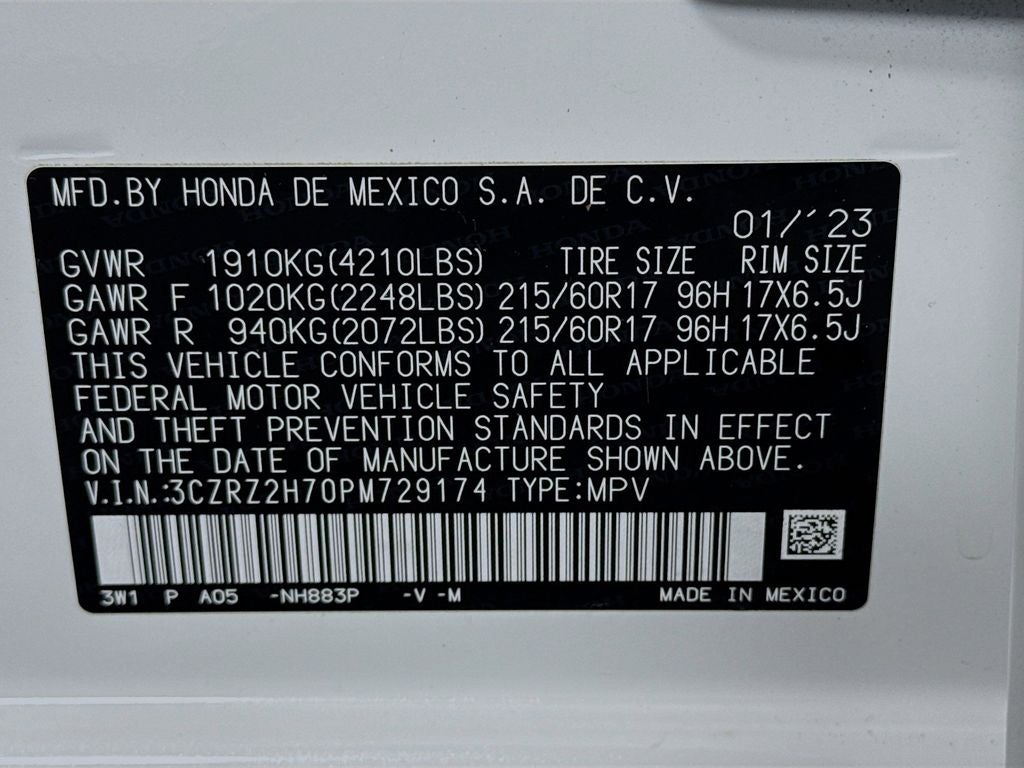 MFD.BY HONDA DE MEXICO S.A. DE C.V.
01/'23
GVWR 1910KG(4210LBS) TIRE SIZE RIM SIZE
GAWR F 1020KG(2248LBS) 215/60R17 96H 17X6.5J
GAWR R 940KG(2072LBS) 215/60R17 96H 17X6.5J
THIS VEHICLE CONFORMS TO ALL APPLICABLE
FEDERAL MOTOR VEHICLE SAFETY
AND THEFT PREVENTION STANDARDS IN EFFECT
ON THE DATE OF MANUFACTURE SHOWN ABOVE.
V.I.N.:3CZRZ2H70PM729174 TYPE:MPV
3W1 P A05 -NH883P -V -M MADE IN MEXICO